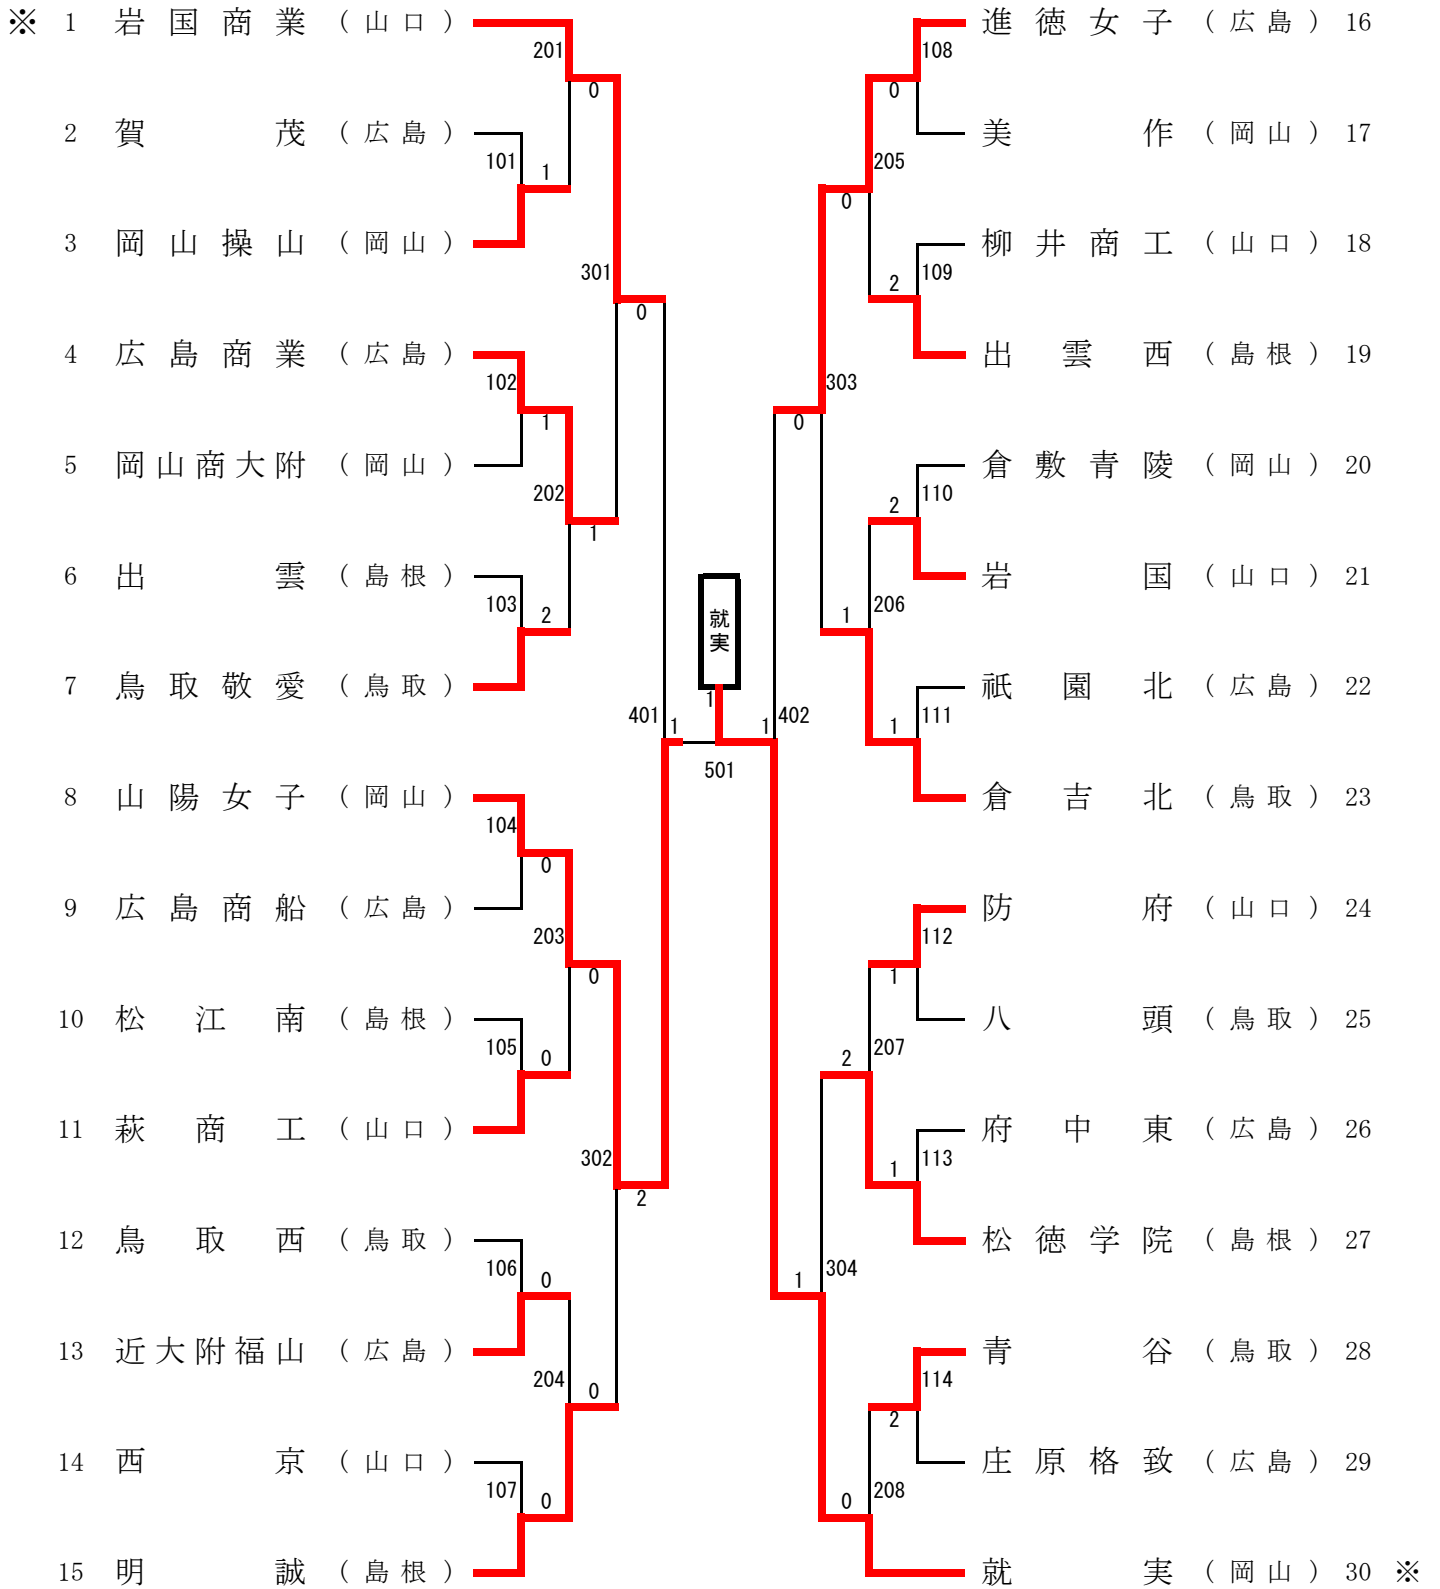 ※ 1 岩国商業 (山口) 進徳女子 (広島) 16
201 108
0 0
2 賀茂 (広島) 美作 (岡山) 17
101 1 205
0
3 岡山操山 (岡山) 柳井商工 (山口) 18
301 2 109
0
4 広島商業 (広島) 出雲西 (島根) 19
102 303
1 0
5 岡山商大附 (岡山) 倉敷青陵 (岡山) 20
202 2 110
1
6 出雲 (島根) 岩国 (山口) 21
103 2 就実 1 206
7 鳥取敬愛 (鳥取) 祇園北 (広島) 22
1
401 1 1 402 1 111
501
8 山陽女子 (岡山) 倉吉北 (鳥取) 23
104
0
9 広島商船 (広島) 防府 (山口) 24
203 112
0 1
10 松江南 (島根) 八頭 (鳥取) 25
105 0 2 207
11 萩商工 (山口) 府中東 (広島) 26
302 1 113
2
12 鳥取西 (鳥取) 松徳学院 (島根) 27
106 0 1 304
13 近大附福山 (広島) 青谷 (鳥取) 28
204 0 114
2
14 西京 (山口) 庄原格致 (広島) 29
107 0 0 208
15 明誠 (島根) 就実 (岡山) 30 ※